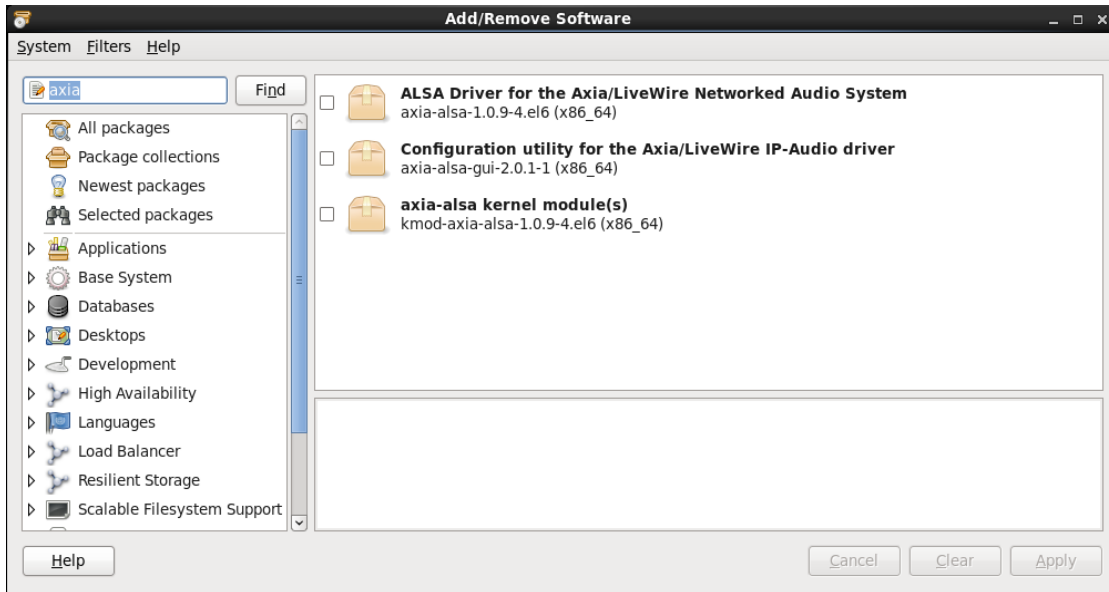 Add/Remove Software
System Filters Help
axia
Find
All packages
Package collections
Newest packages
Selected packages
Applications
Base System
Databases
Desktops
Development
High Availability
Languages
Load Balancer
Resilient Storage
Scalable Filesystem Support
ALSA Driver for the Axia/LiveWire Networked Audio System
axia-alsa-1.0.9-4.el6 (x86_64)
Configuration utility for the Axia/LiveWire IP-Audio driver
axia-alsa-gui-2.0.1-1 (x86_64)
axia-alsa kernel module(s)
kmod-axia-alsa-1.0.9-4.el6 (x86_64)
Help
Cancel
Clear
Apply